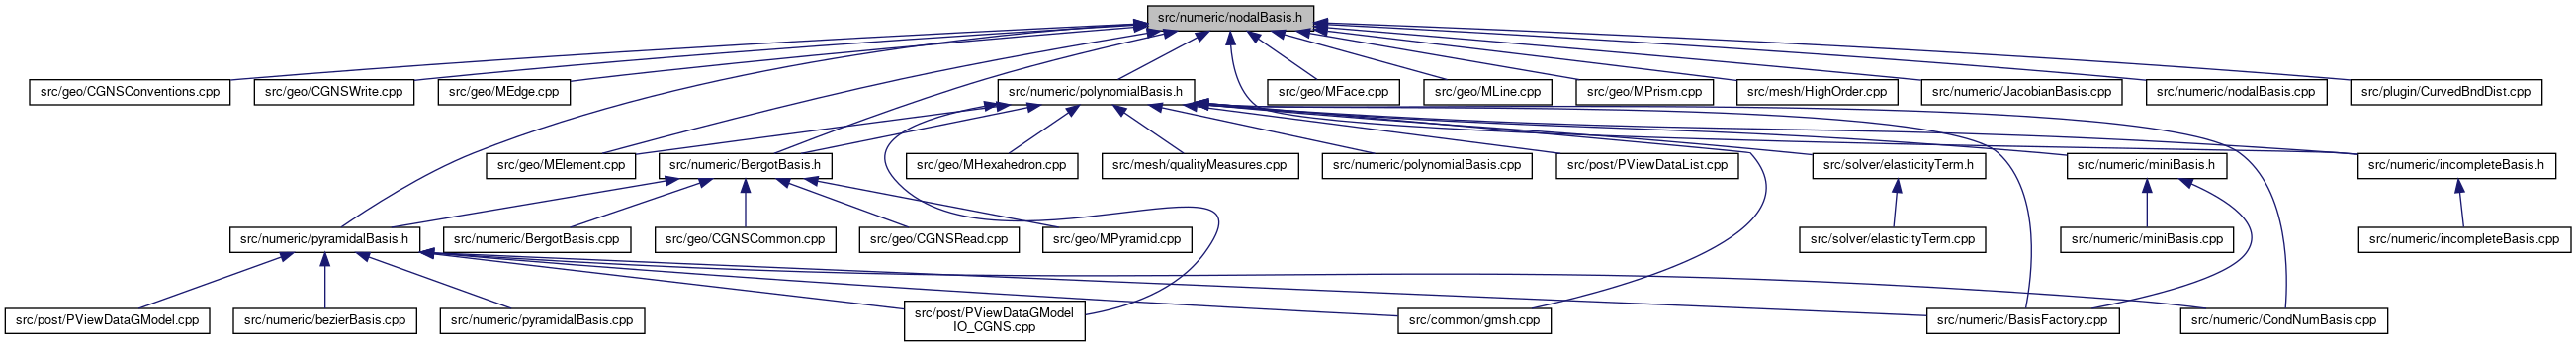 src/numeric/nodalBasis.h
src/geo/CGNSConventions.cpp
src/geo/CGNSWrite.cpp
src/geo/MEdge.cpp
src/numeric/polynomialBasis.h
src/geo/MFace.cpp
src/geo/MLine.cpp
src/geo/MPrism.cpp
src/mesh/HighOrder.cpp
src/numeric/JacobianBasis.cpp
src/numeric/nodalBasis.cpp
src/plugin/CurvedBndDist.cpp
src/geo/MElement.cpp
src/numeric/BergotBasis.h
src/geo/MHexahedron.cpp
src/mesh/qualityMeasures.cpp
src/numeric/polynomialBasis.cpp
src/post/PViewDataList.cpp
src/solver/elasticityTerm.h
src/numeric/miniBasis.h
src/numeric/incompleteBasis.h
src/numeric/pyramidalBasis.h
src/numeric/BergotBasis.cpp
src/geo/CGNSCommon.cpp
src/geo/CGNSRead.cpp
src/geo/MPyramid.cpp
src/solver/elasticityTerm.cpp
src/numeric/miniBasis.cpp
src/numeric/incompleteBasis.cpp
src/post/PViewDataGModel.cpp
src/numeric/bezierBasis.cpp
src/numeric/pyramidalBasis.cpp
src/post/PViewDataGModel
IO_CGNS.cpp
src/common/gmsh.cpp
src/numeric/BasisFactory.cpp
src/numeric/CondNumBasis.cpp